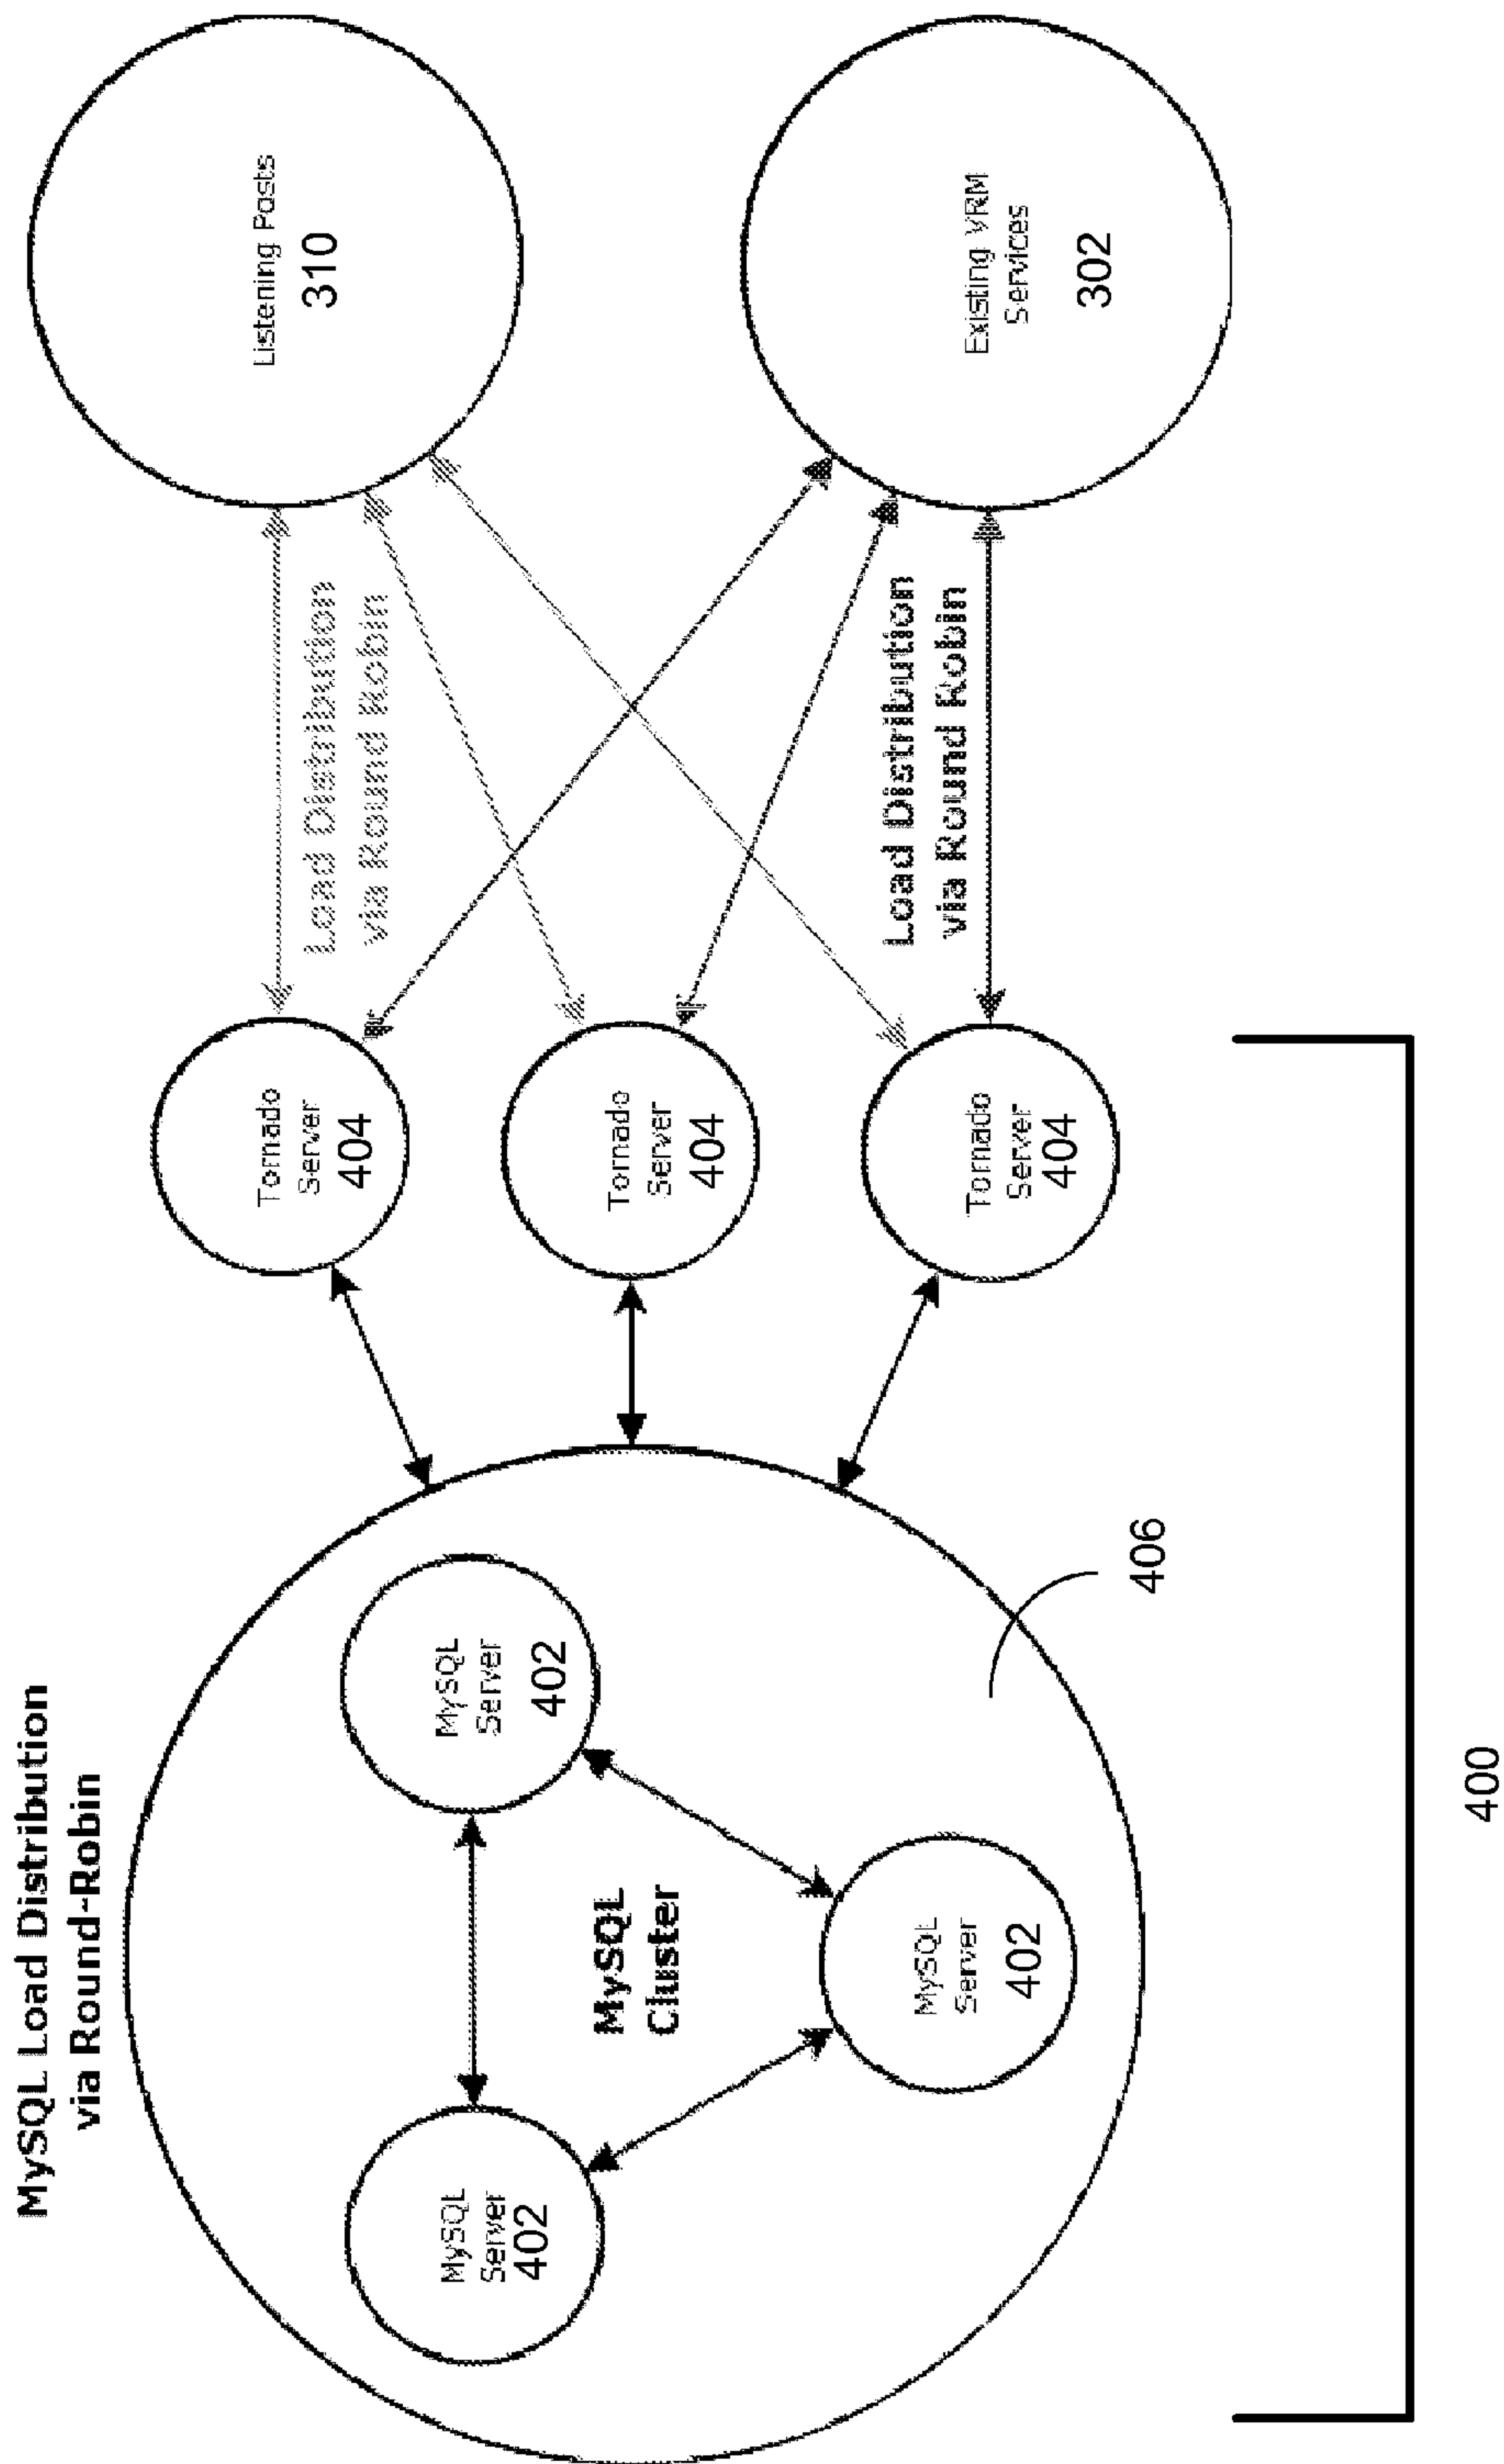 MySQL Load Distribution
via Round-Robin
MySQL
Server
402
MySQL
Server
402
MySQL
Cluster
MySQL
Server
402
406
Tornado
Server
404
Tornado
Server
404
Tornado
Server
404
Load Distribution
via Round Robin
Load Distribution
via Round Robin
Listening Posts
310
Existing VRM
Services
302
400